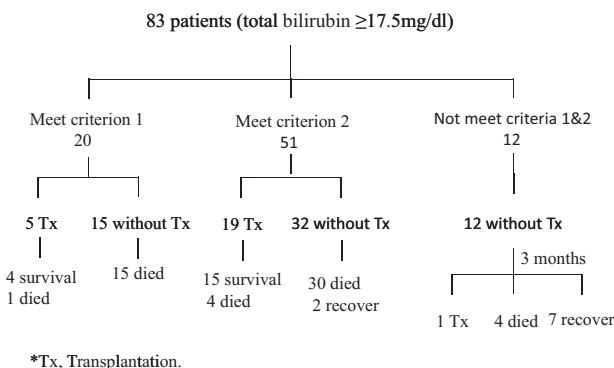 83 patients (total bilirubin ≥17.5mg/dl)
Meet criterion 1
20
Meet criterion 2
51
Not meet criteria 1&2
12
5 Tx
15 without Tx
19 Tx
32 without Tx
12 without Tx
4 survival
1 died
15 died
15 survival
4 died
30 died
2 recover
3 months
1 Tx
4 died
7 recover
*Tx, Transplantation.